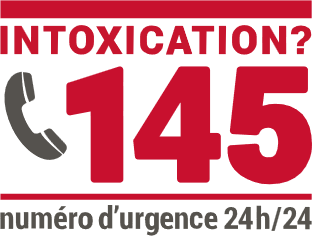 INTOXICATION?
145
numéro d'urgence 24h/24